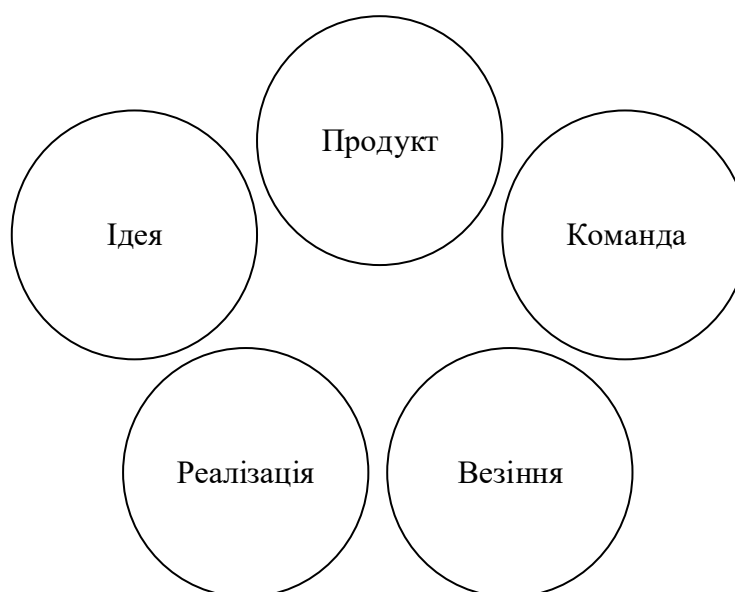 Продукт
Ідея
Команда
Реалізація
Везіння